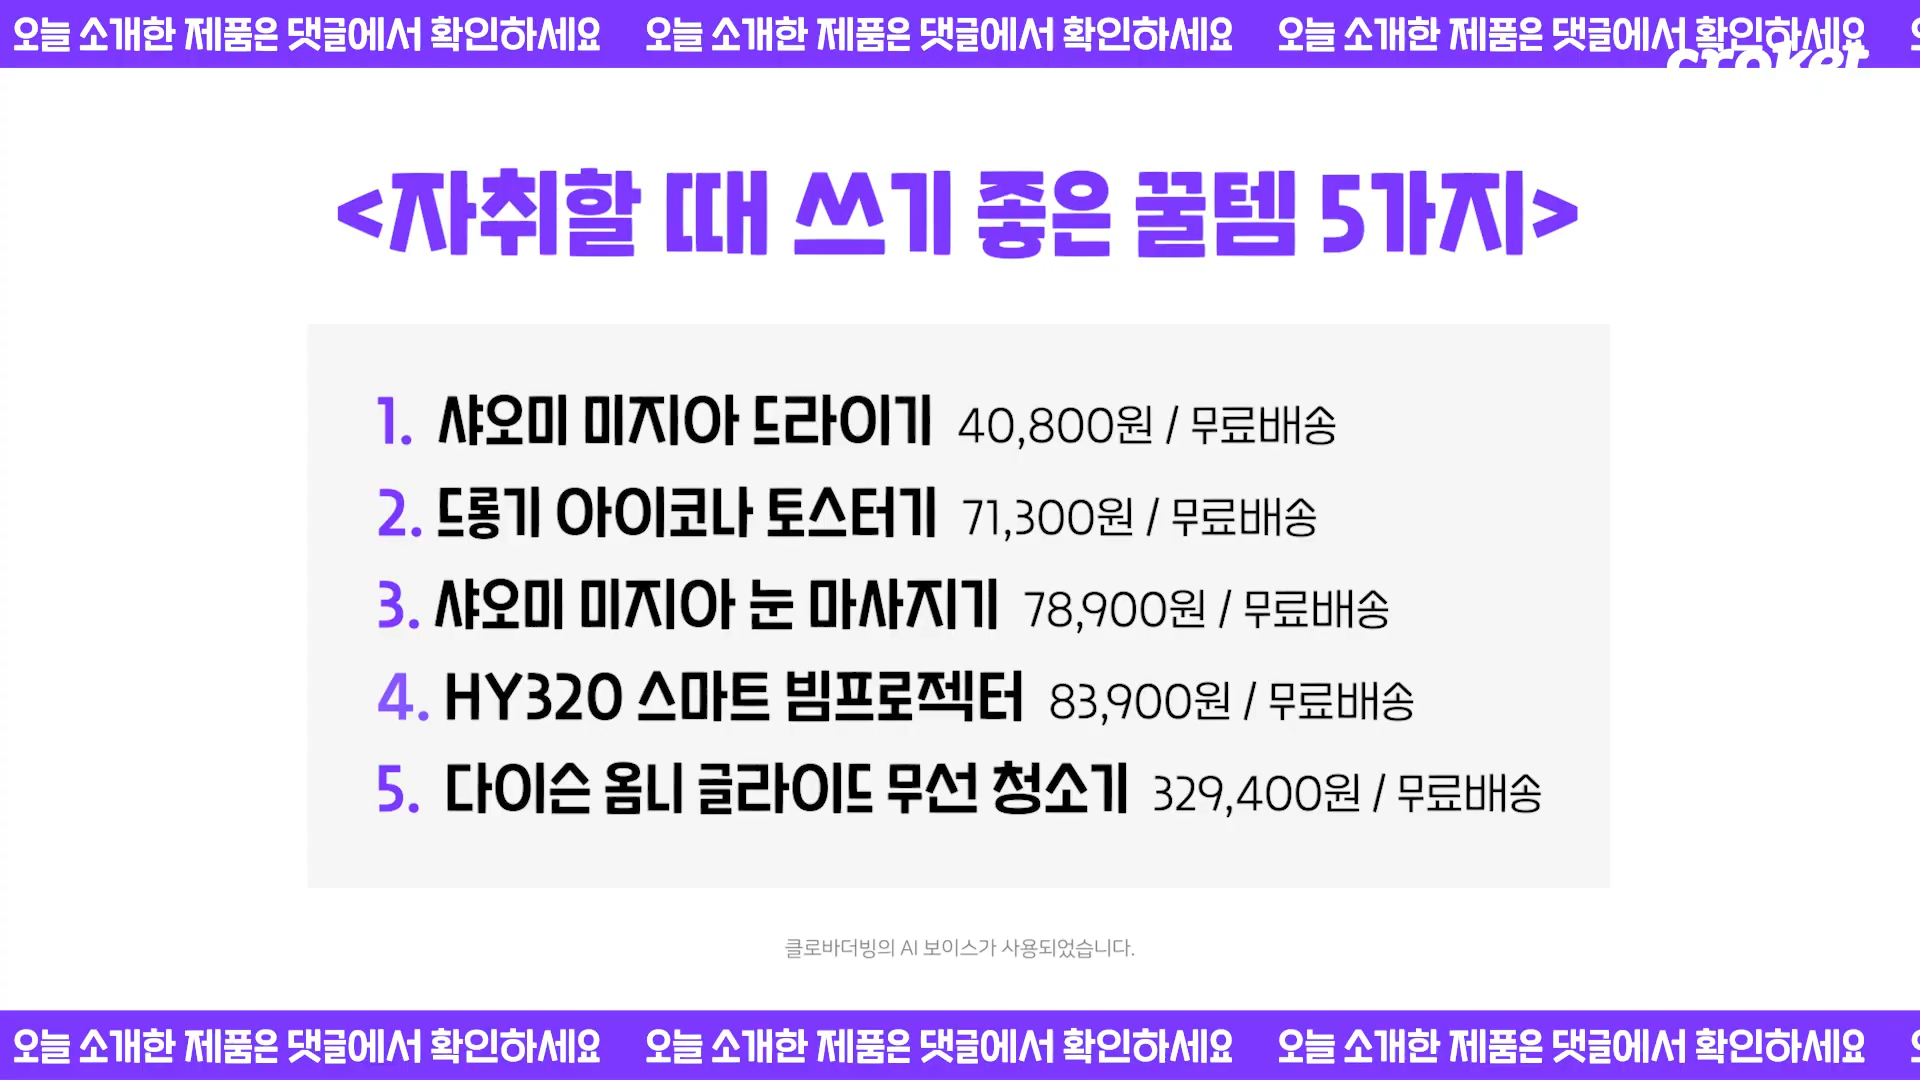 오늘 소개한 제품은 댓글에서 확인하세요 오늘 소개한 제품은 댓글에서 확인하세요 오늘 소개한 제품은 댓글에서 확인하세요
croket
<자취할 때 쓰기 좋은 꿀템 5가지>
1. 샤오미 미지아 드라이기 40,800원 / 무료배송
2. 드롱기 아이코나 토스터기 71,300원 / 무료배송
3. 샤오미 미지아 눈 마사지기 78,900원 / 무료배송
4. HY320 스마트 빔프로젝터 83,900원 / 무료배송
5. 다이슨 옴니 글라이드 무선 청소기 329,400원 / 무료배송
클로바더빙의 AI 보이스가 사용되었습니다.
오늘 소개한 제품은 댓글에서 확인하세요 오늘 소개한 제품은 댓글에서 확인하세요 오늘 소개한 제품은 댓글에서 확인하세요